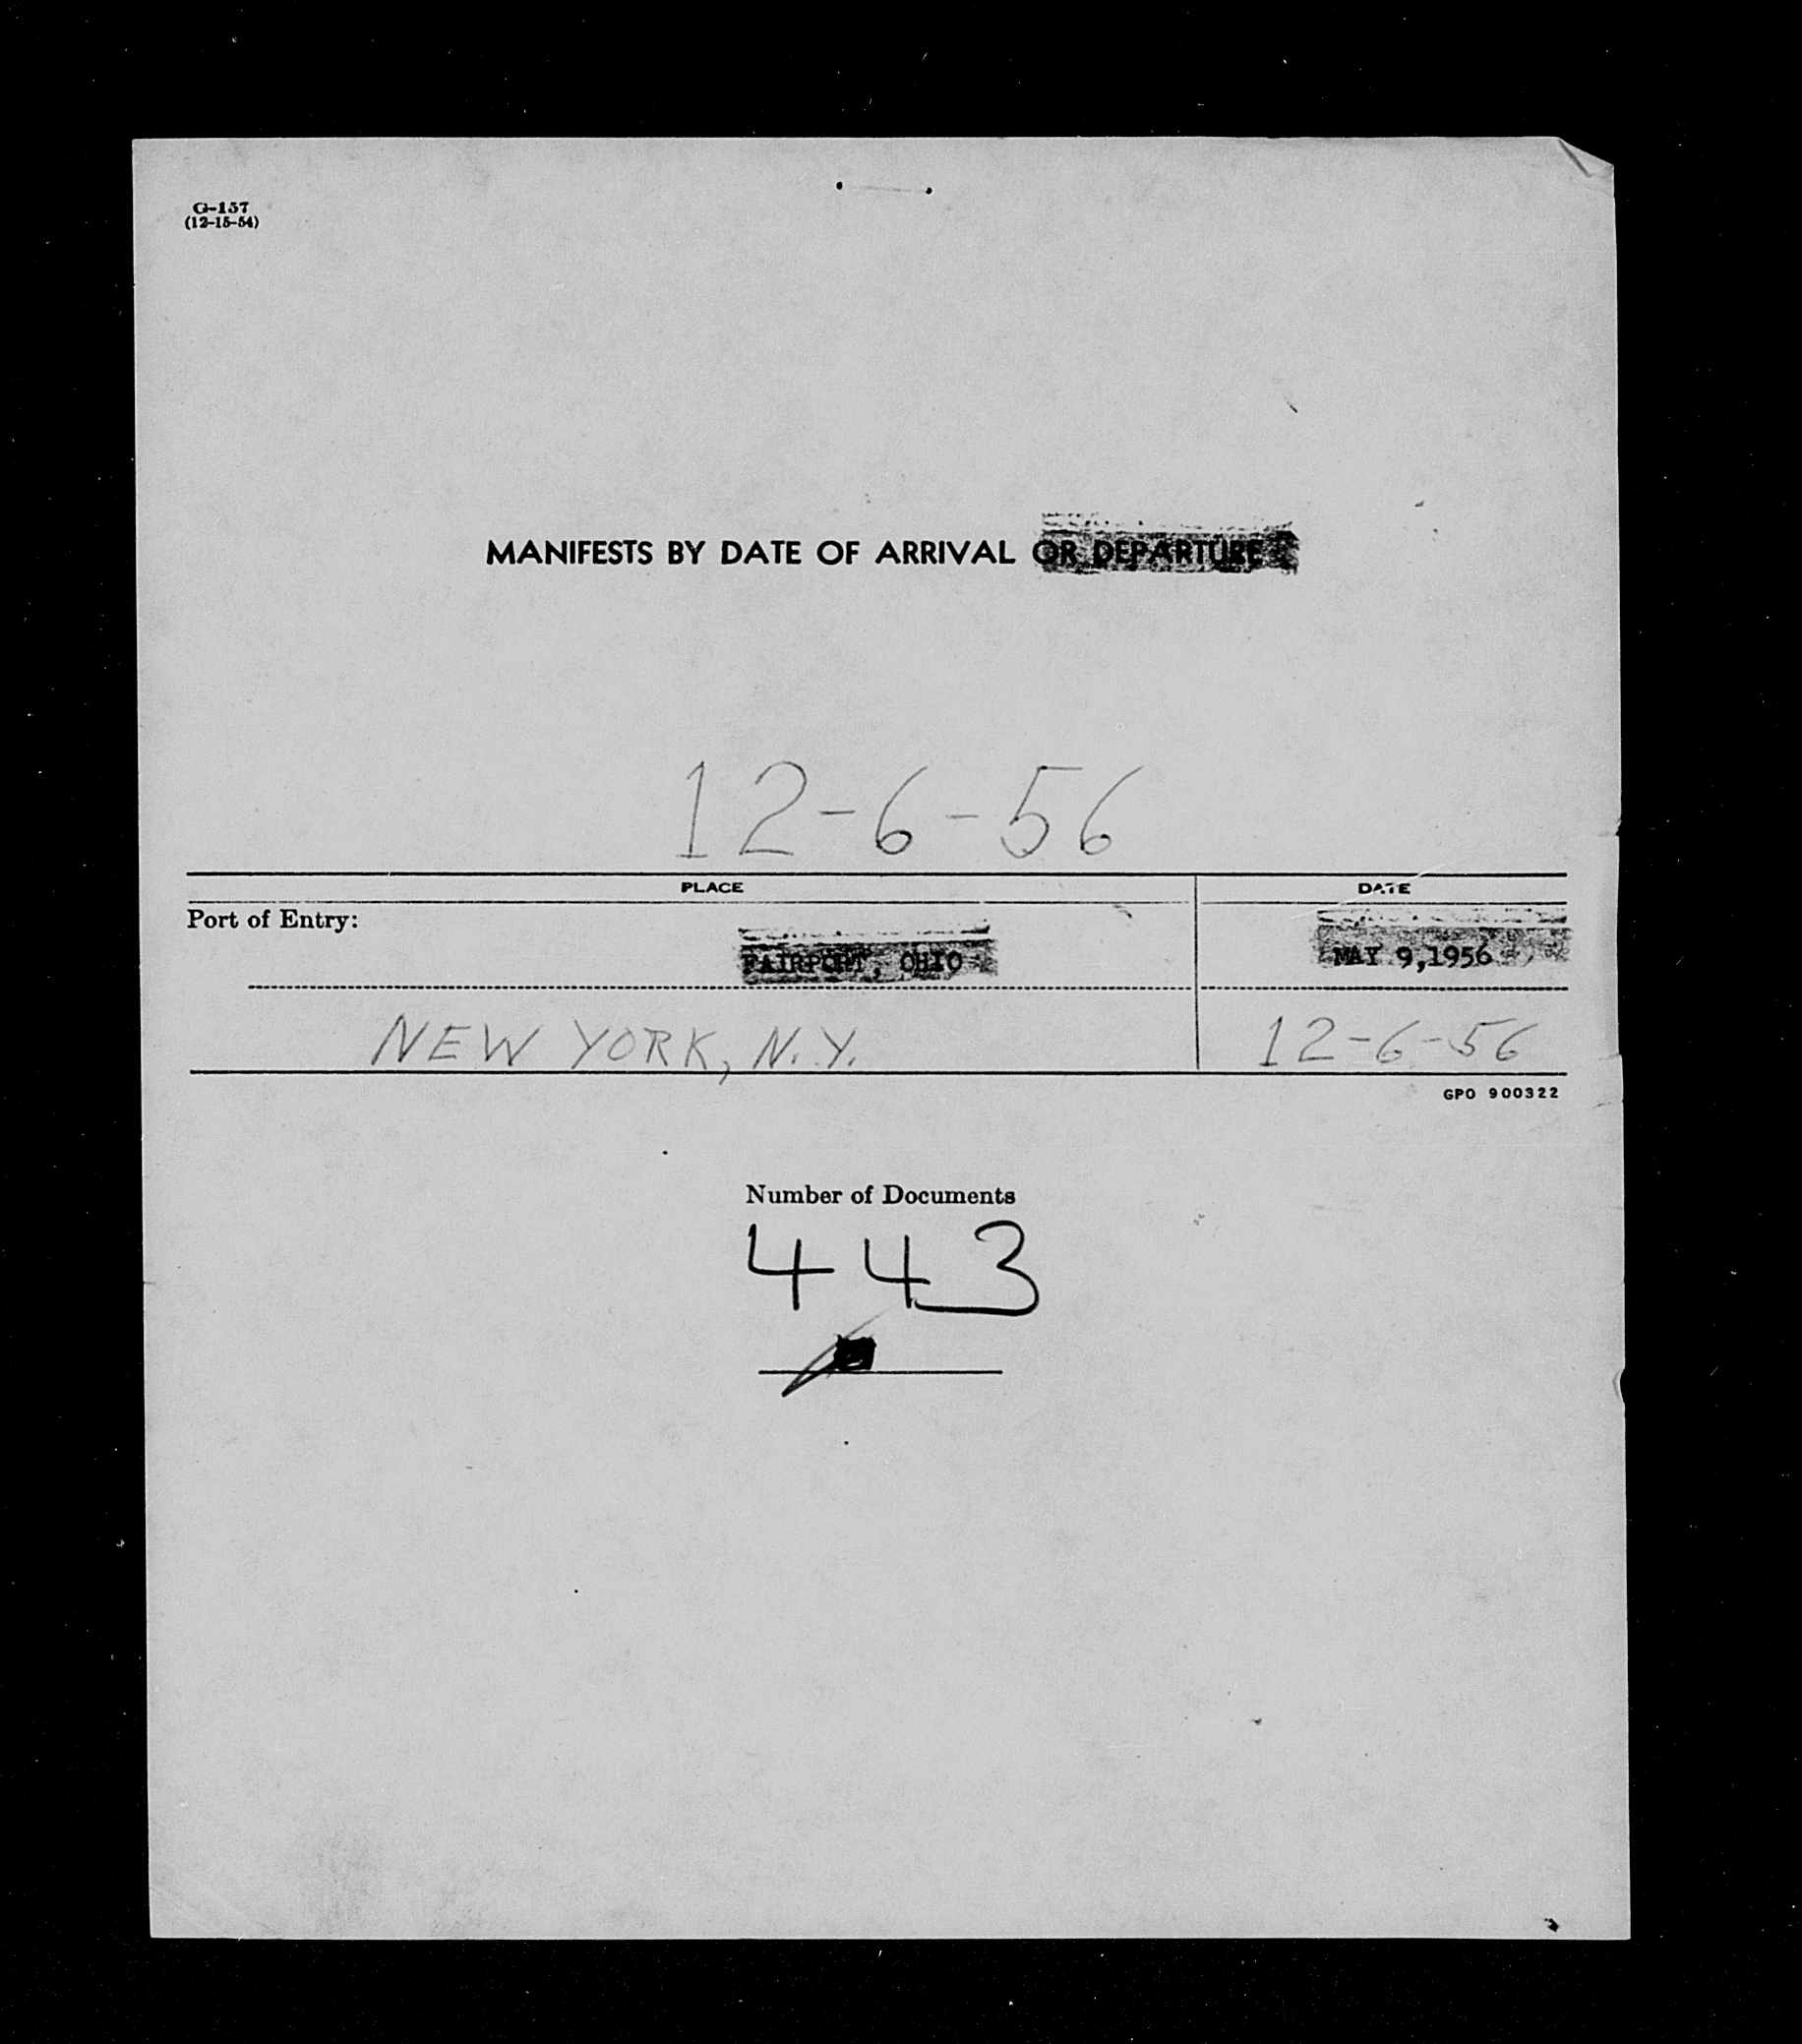 G-157
(12-15-54)
MANIFESTS BY DATE OF ARRIVAL OR DEPARTURE
12-6-56
PLACE DATE
Port of Entry:
FAIRPORT, OHIO MAY 9,1956
NEW YORK, N.Y. 12-6-56
GPO 900322
Number of Documents
443